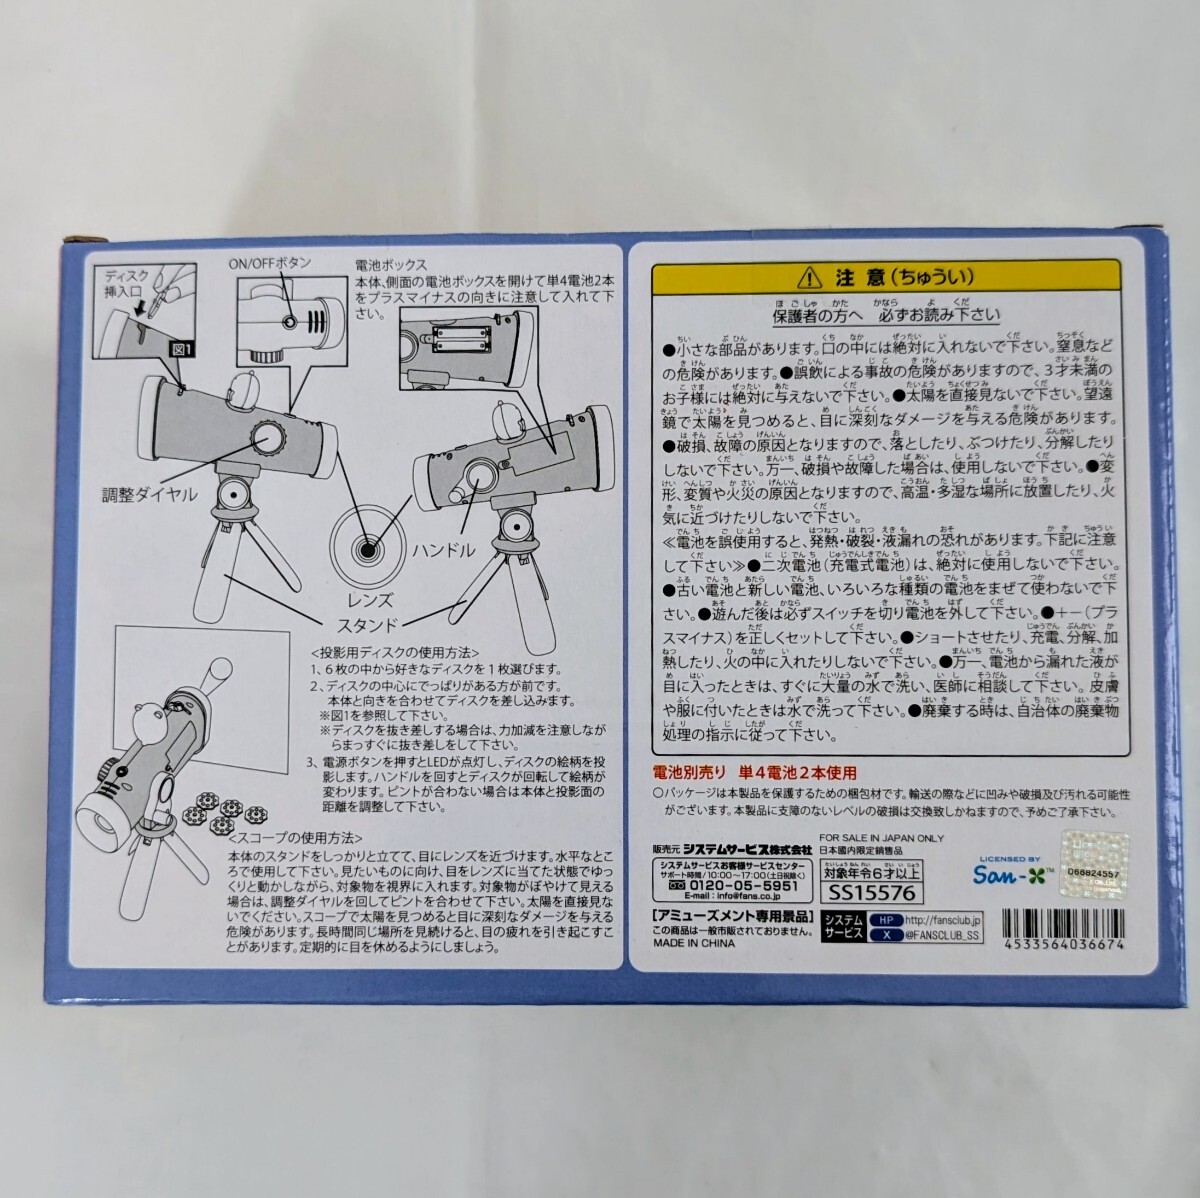 ディスク
挿入口
図1
ON/OFFボタン
電池ボックス
本体、側面の電池ボックスを開けて単4電池2本
をプラスマイナスの向きに注意して入れて下
さい。
調整ダイヤル
ハンドル
レンズ
スタンド
<投影用ディスクの使用方法>
1、6枚の中から好きなディスクを1枚選びます。
2、ディスクの中心にでっぱりがある方が前です。
本体と向きを合わせてディスクを差し込みます。
※図1を参照して下さい。
※ディスクを抜き差しする場合は、力加減を注意しなが
らまっすぐに抜き差しをして下さい。
3、電源ボタンを押すとLEDが点灯し、ディスクの絵柄を投
影します。ハンドルを回すとディスクが回転して絵柄が
変わります。ピントが合わない場合は本体と投影面の
距離を調整して下さい。
<スコープの使用方法>
本体のスタンドをしっかりと立てて、目にレンズを近づけます。水平なとこ
ろで使用して下さい。見たいものに向け、目をレンズに当てた状態でゆっ
くりと動かしながら、対象物を視界に入れます。対象物がぼやけて見える
場合は、調整ダイヤルを回してピントを合わせて下さい。太陽を直接見な
いでください。スコープで太陽を見つめると目に深刻なダメージを与える
危険があります。長時間同じ場所を見続けると、目の疲れを引き起こすこ
とがあります。定期的に目を休めるようにしましょう。
注 意(ちゅうい)
保護者の方へ 必ずお読み下さい
●小さな部品があります。口の中には絶対に入れないで下さい。窒息など
の危険があります。●誤飲による事故の危険がありますので、3才未満の
お子様には絶対に与えないで下さい。●太陽を直接見ないで下さい。望遠
鏡で太陽を見つめると、目に深刻なダメージを与える危険があります。
●破損、故障の原因となりますので、落としたり、ぶつけたり、分解したり
しないで下さい。万一、破損や故障した場合は、使用しないで下さい。●変
形、変質や火災の原因となりますので、高温・多湿な場所に放置したり、火
気に近づけたりしないで下さい。
≪電池を誤使用すると、発熱・破裂・液漏れの恐れがあります。下記に注意
して下さい≫●二次電池(充電式電池)は、絶対に使用しないで下さい。
●古い電池と新しい電池、いろいろな種類の電池をまぜて使わないで下
さい。●遊んだ後は必ずスイッチを切り電池を外して下さい。●+−(プラ
スマイナス)を正しくセットして下さい。●ショートさせたり、充電、分解、加
熱したり、火の中に入れたりしないで下さい。●万一、電池から漏れた液が
目に入ったときは、すぐに大量の水で洗い、医師に相談して下さい。皮膚
や服に付いたときは水で洗って下さい。●廃棄する時は、自治体の廃棄物
処理の指示に従って下さい。
電池別売り 単4電池2本使用
○パッケージは本製品を保護するための梱包材です。輸送の際などに凹みや破損及び汚れる可能性
がございます。本製品に支障のないレベルの破損は交換致しかねますので、予めご了承下さい。
販売元 システムサービス株式会社
システムサービスお客様サービスセンター
サポート時間/10:00〜17:00(土日祝除く)
0120-05-5951
E-mail：info@fans.co.jp
【アミューズメント専用景品】
この商品は一般市販されておりません。
MADE IN CHINA
FOR SALE IN JAPAN ONLY
日本國内限定銷售品
対象年令6才以上
SS15576
システム
サービス
HP http://fansclub.jp
X @FANSCLUB_SS
LICENSED BY
San-X™
066824557
4533564036674